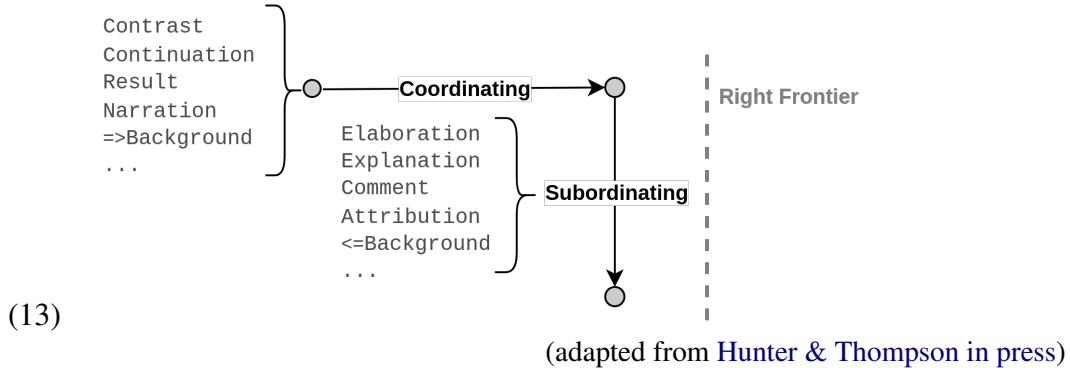 Contrast
Continuation
Result
Narration
=>Background
...
Coordinating
Right Frontier
Elaboration
Explanation
Comment
Attribution
<=Background
...
Subordinating
(13)
(adapted from Hunter & Thompson in press)